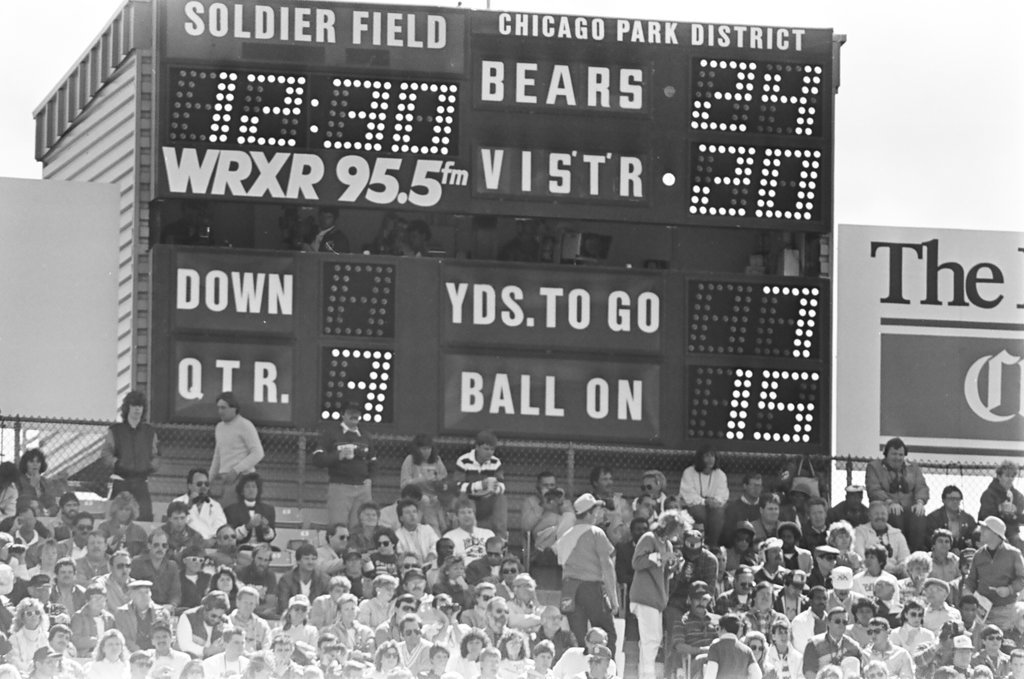 SOLDIER FIELD
CHICAGO PARK DISTRICT
12:30
BEARS 24
WRXR 95.5fm
VIS'T'R 20
DOWN
YDS. TO GO 7
QTR. 3
BALL ON 15
The
C